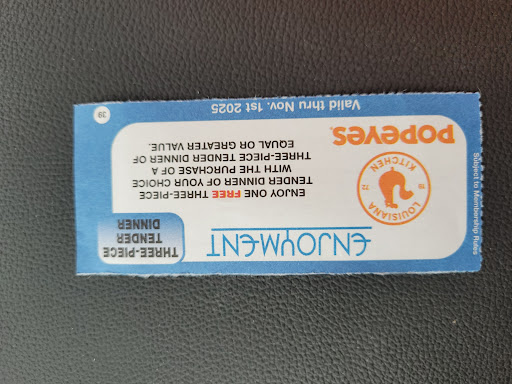 ENJOYMENT
THREE-PIECE
TENDER
DINNER
LOUISIANA
KITCHEN
ENJOY ONE FREE THREE-PIECE
TENDER DINNER OF YOUR CHOICE
WITH THE PURCHASE OF A
THREE-PIECE TENDER DINNER OF
EQUAL OR GREATER VALUE.
POPEYES
Valid thru Nov. 1st 2025
39
Subject to Membership Rules